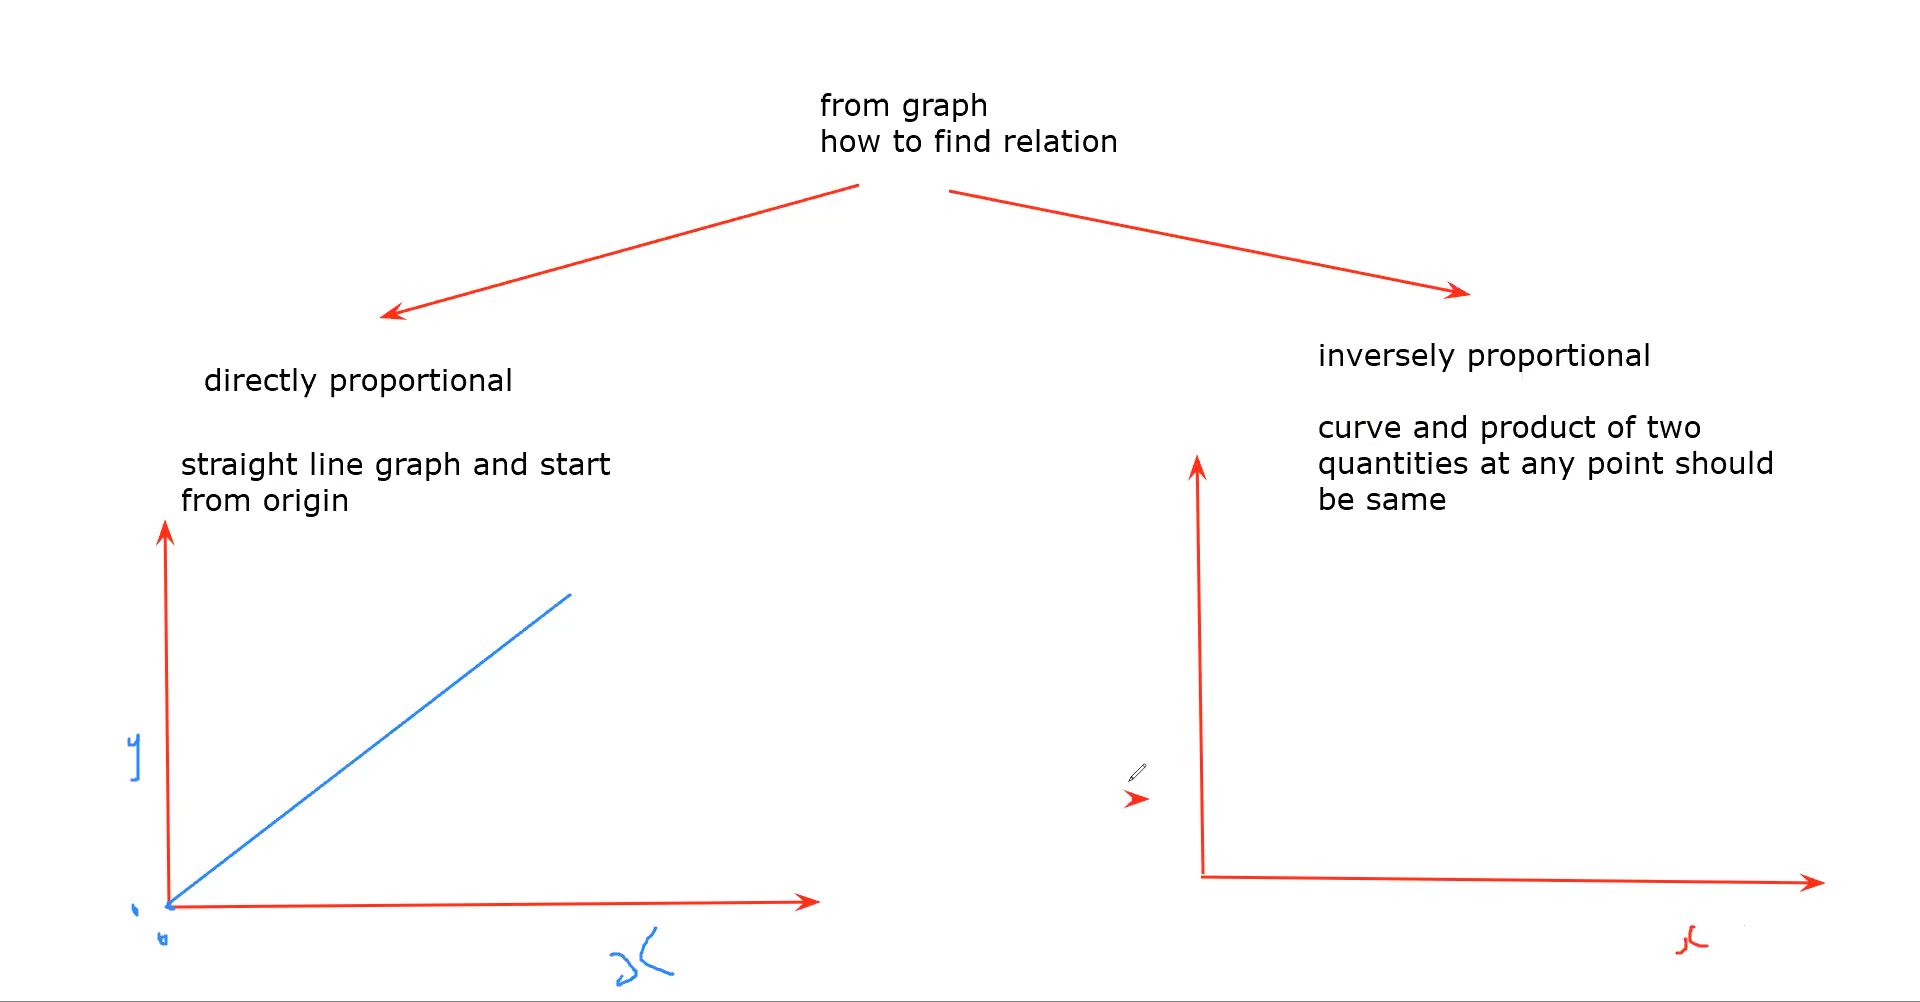 from graph
how to find relation
directly proportional
straight line graph and start
from origin
inversely proportional
curve and product of two
quantities at any point should
be same
y
x
x